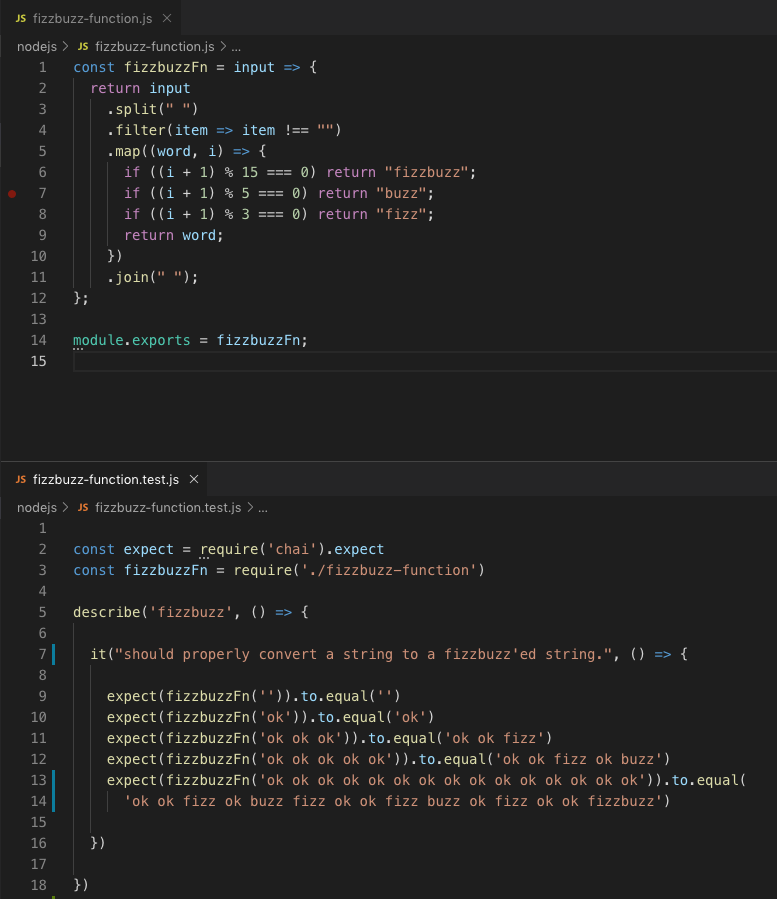 JS fizzbuzz-function.js ×
nodejs > JS fizzbuzz-function.js > ...
1 const fizzbuzzFn = input => {
2 return input
3 .split(" ")
4 .filter(item => item !== "")
5 .map((word, i) => {
6 if ((i + 1) % 15 === 0) return "fizzbuzz";
7 if ((i + 1) % 5 === 0) return "buzz";
8 if ((i + 1) % 3 === 0) return "fizz";
9 return word;
10 })
11 .join(" ");
12 };
13
14 module.exports = fizzbuzzFn;
15
JS fizzbuzz-function.test.js ×
nodejs > JS fizzbuzz-function.test.js > ...
1
2 const expect = require('chai').expect
3 const fizzbuzzFn = require('./fizzbuzz-function')
4
5 describe('fizzbuzz', () => {
6
7 it("should properly convert a string to a fizzbuzz'ed string.", () => {
8
9 expect(fizzbuzzFn('')).to.equal('')
10 expect(fizzbuzzFn('ok')).to.equal('ok')
11 expect(fizzbuzzFn('ok ok ok')).to.equal('ok ok fizz')
12 expect(fizzbuzzFn('ok ok ok ok ok')).to.equal('ok ok fizz ok buzz')
13 expect(fizzbuzzFn('ok ok ok ok ok ok ok ok ok ok ok ok ok ok ok')).to.equal(
14 'ok ok fizz ok buzz fizz ok ok fizz buzz ok fizz ok ok fizzbuzz')
15
16 })
17
18 })